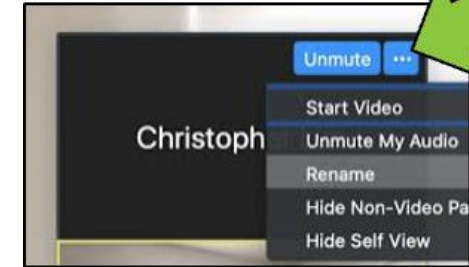 Unmute ...
Start Video
Christoph
Unmute My Audio
Rename
Hide Non-Video Pa
Hide Self View